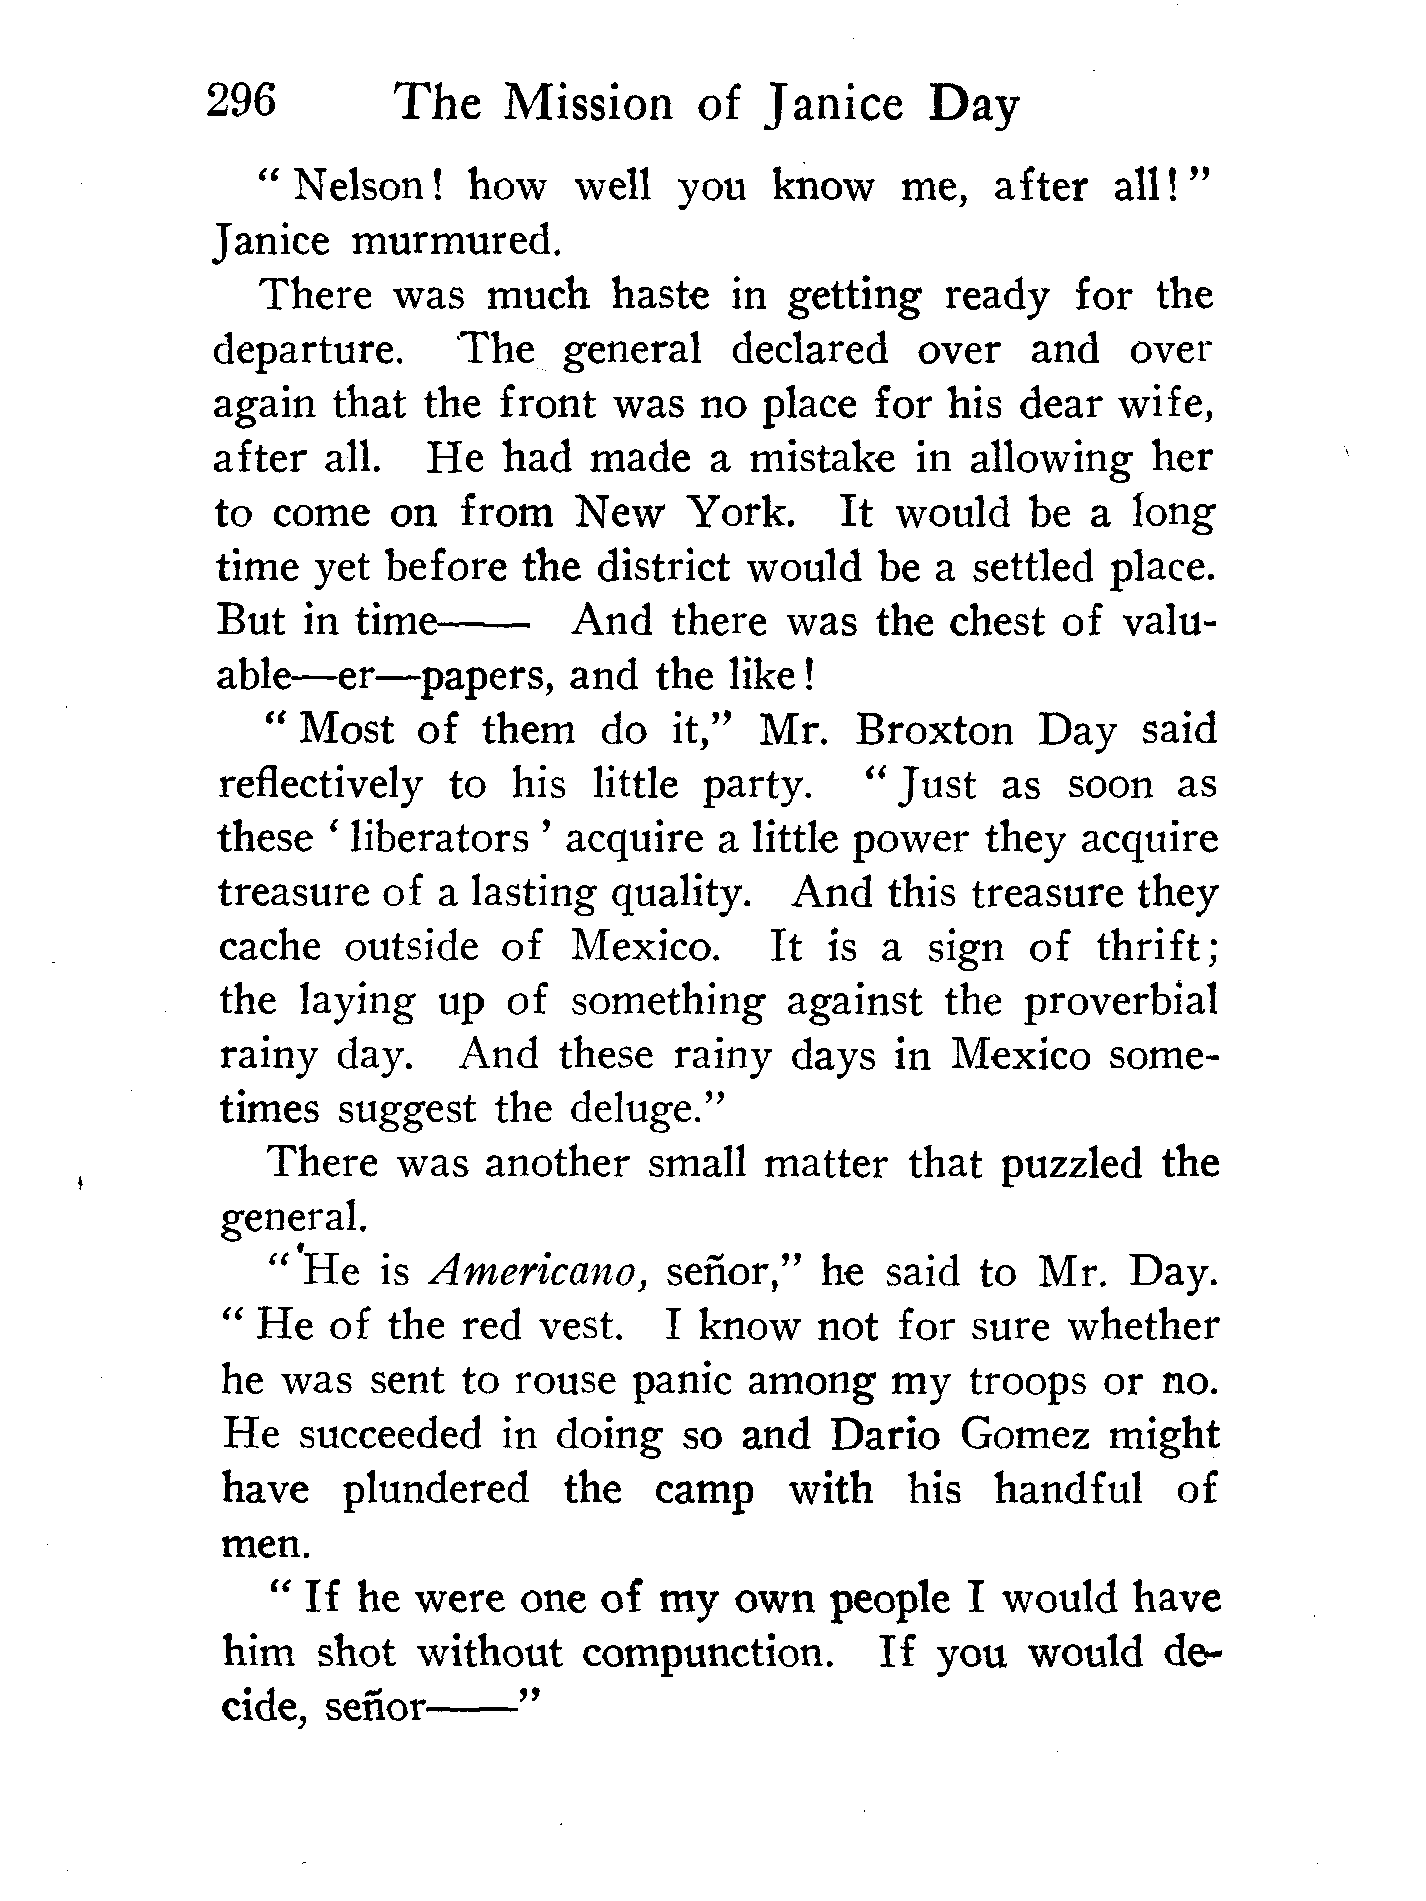 296 The Mission of Janice Day
“ Nelson! how well you know me, after all! ”
Janice murmured.
There was much haste in getting ready for the
departure. The general declared over and over
again that the front was no place for his dear wife,
after all. He had made a mistake in allowing her
to come on from New York. It would be a long
time yet before the district would be a settled place.
But in time—— And there was the chest of valu-
able—er—papers, and the like!
“ Most of them do it,” Mr. Broxton Day said
reflectively to his little party. “ Just as soon as
these ‘ liberators ’ acquire a little power they acquire
treasure of a lasting quality. And this treasure they
cache outside of Mexico. It is a sign of thrift;
the laying up of something against the proverbial
rainy day. And these rainy days in Mexico some-
times suggest the deluge.”
There was another small matter that puzzled the
general.
“ He is Americano, señor,” he said to Mr. Day.
“ He of the red vest. I know not for sure whether
he was sent to rouse panic among my troops or no.
He succeeded in doing so and Dario Gomez might
have plundered the camp with his handful of
men.
“ If he were one of my own people I would have
him shot without compunction. If you would de-
cide, señor——”